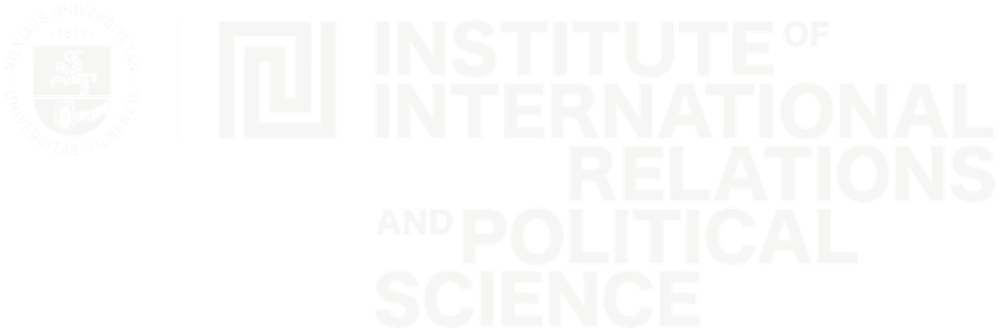 VILNIAUS UNIVERSITETAS
· 1579 ·
· UNIVERSITAS VILNENSIS ·
INSTITUTE OF
INTERNATIONAL
RELATIONS
AND POLITICAL
SCIENCE